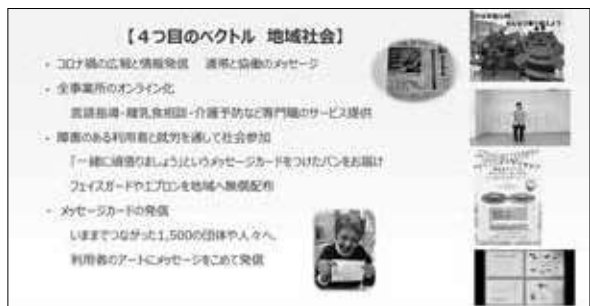 【4つ目のベクトル 地域社会】
・ コロナ禍の広報と情報発信 連帯と協働のメッセージ
・ 全事業所のオンライン化
言語指導・離乳食相談・介護予防など専門職のサービス提供
・ 障害のある利用者と就労を通して社会参加
「一緒に頑張りましょう」というメッセージカードをつけたパンをお届け
フェイスガードやエプロンを地域へ無償配布
・ メッセージカードの発信
いままでつながった1,500の団体や人々へ、
利用者のアートにメッセージをこめて発信